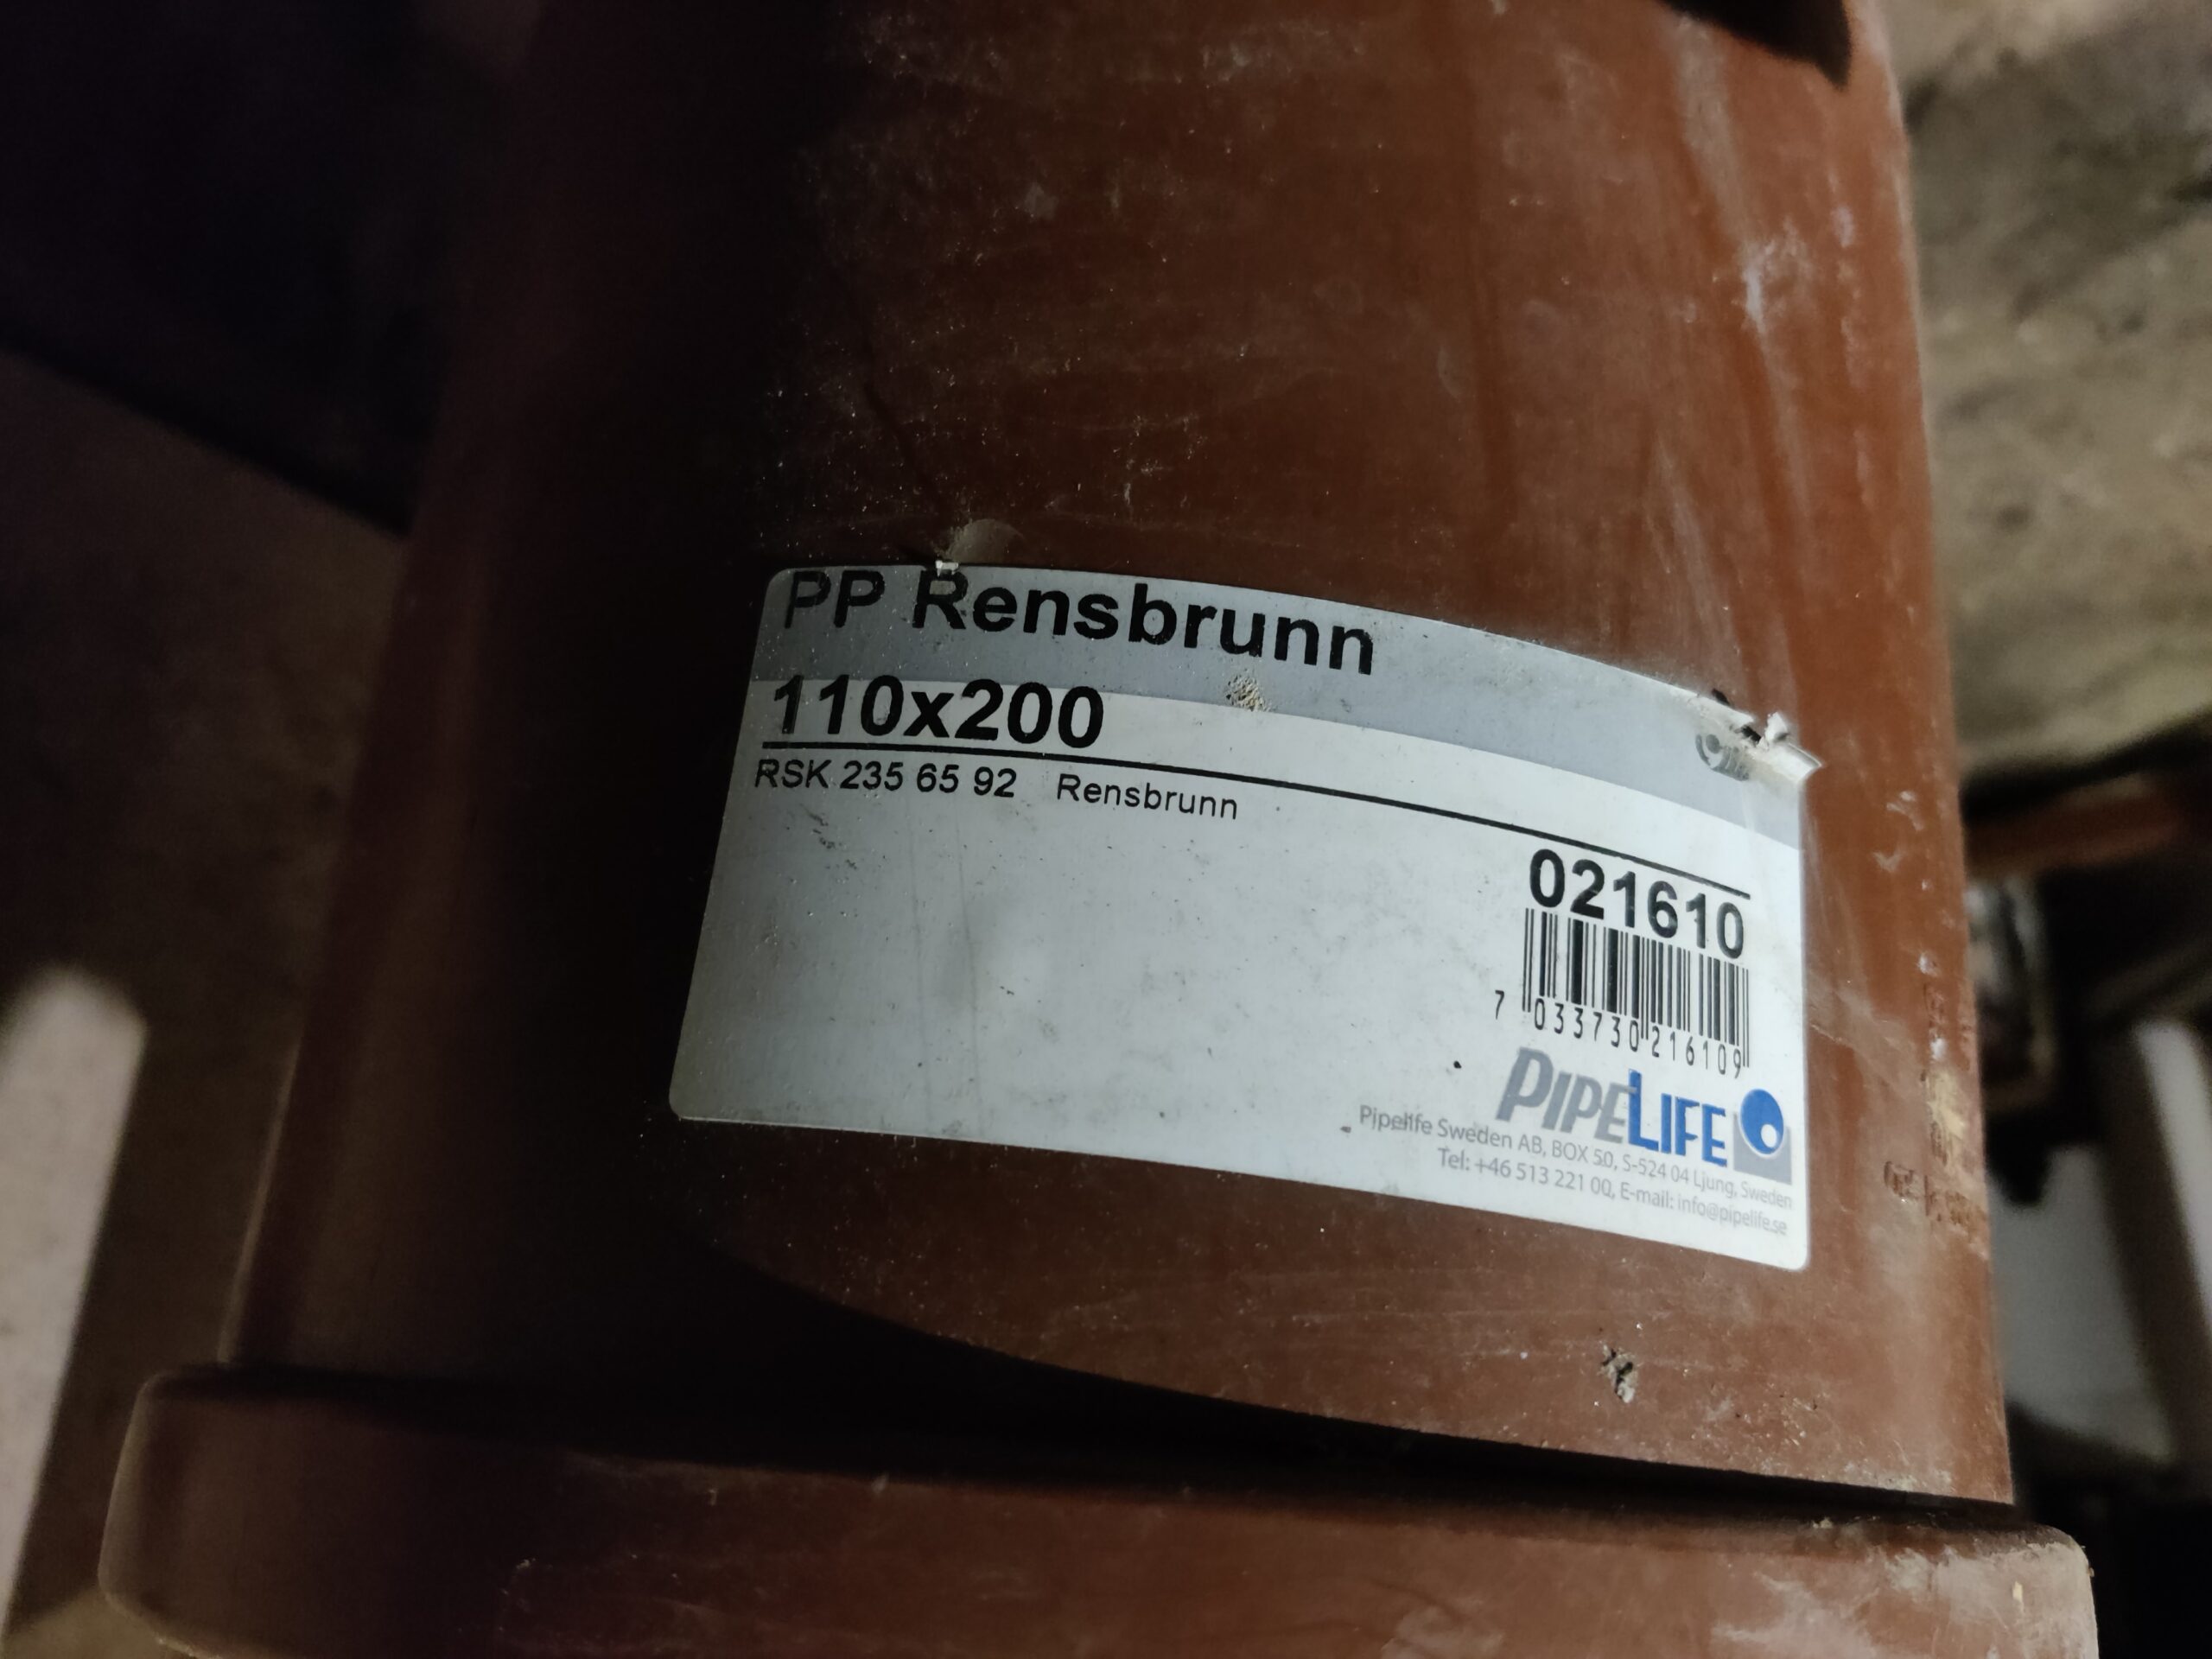 PP Rensbrunn
110x200
RSK 235 65 92 Rensbrunn
021610
7 033730 216109
PIPELIFE
Pipelife Sweden AB, BOX 50, S-524 04 Ljung, Sweden
Tel: +46 513 221 00, E-mail: info@pipelife.se